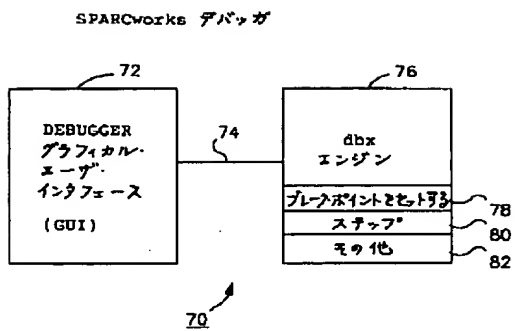 SPARCworks デバッガ
72
76
DEBUGGER
グラフィカル・
ユーザ・
インタフェース
(GUI)
74
dbx
エンジン
ブレークポイントをセットする
78
ステップ
80
その他
82
70